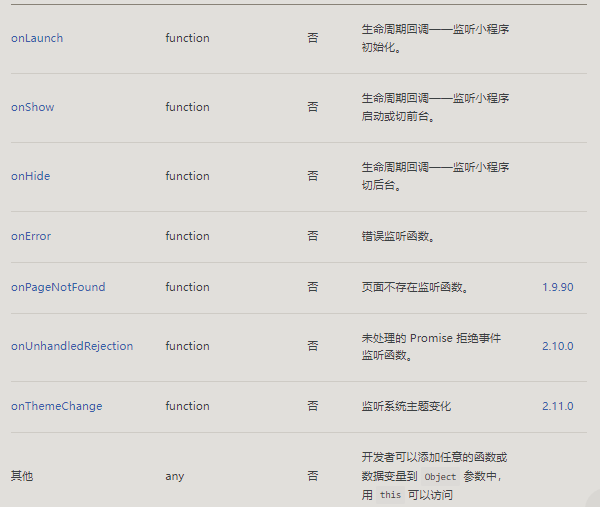 onLaunch function 否 生命周期回调——监听小程序
初始化。
onShow function 否 生命周期回调——监听小程序
启动或切前台。
onHide function 否 生命周期回调——监听小程序
切后台。
onError function 否 错误监听函数。
onPageNotFound function 否 页面不存在监听函数。 1.9.90
onUnhandledRejection function 否 未处理的 Promise 拒绝事件
监听函数。 2.10.0
onThemeChange function 否 监听系统主题变化 2.11.0
其他 any 否 开发者可以添加任意的函数或
数据变量到 Object 参数中，
用 this 可以访问